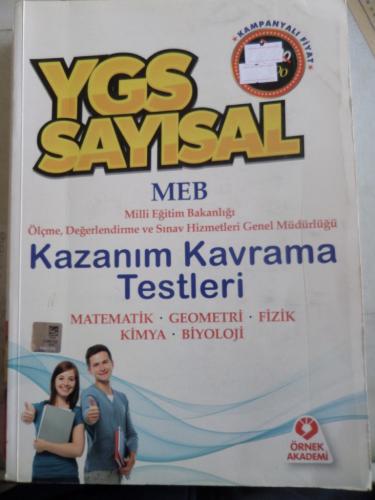 KAMPANYALI FİYAT
YGS
SAYISAL
MEB
Milli Eğitim Bakanlığı
Ölçme, Değerlendirme ve Sınav Hizmetleri Genel Müdürlüğü
Kazanım Kavrama
Testleri
MATEMATİK · GEOMETRİ · FİZİK
KİMYA · BİYOLOJİ
ÖRNEK
AKADEMİ